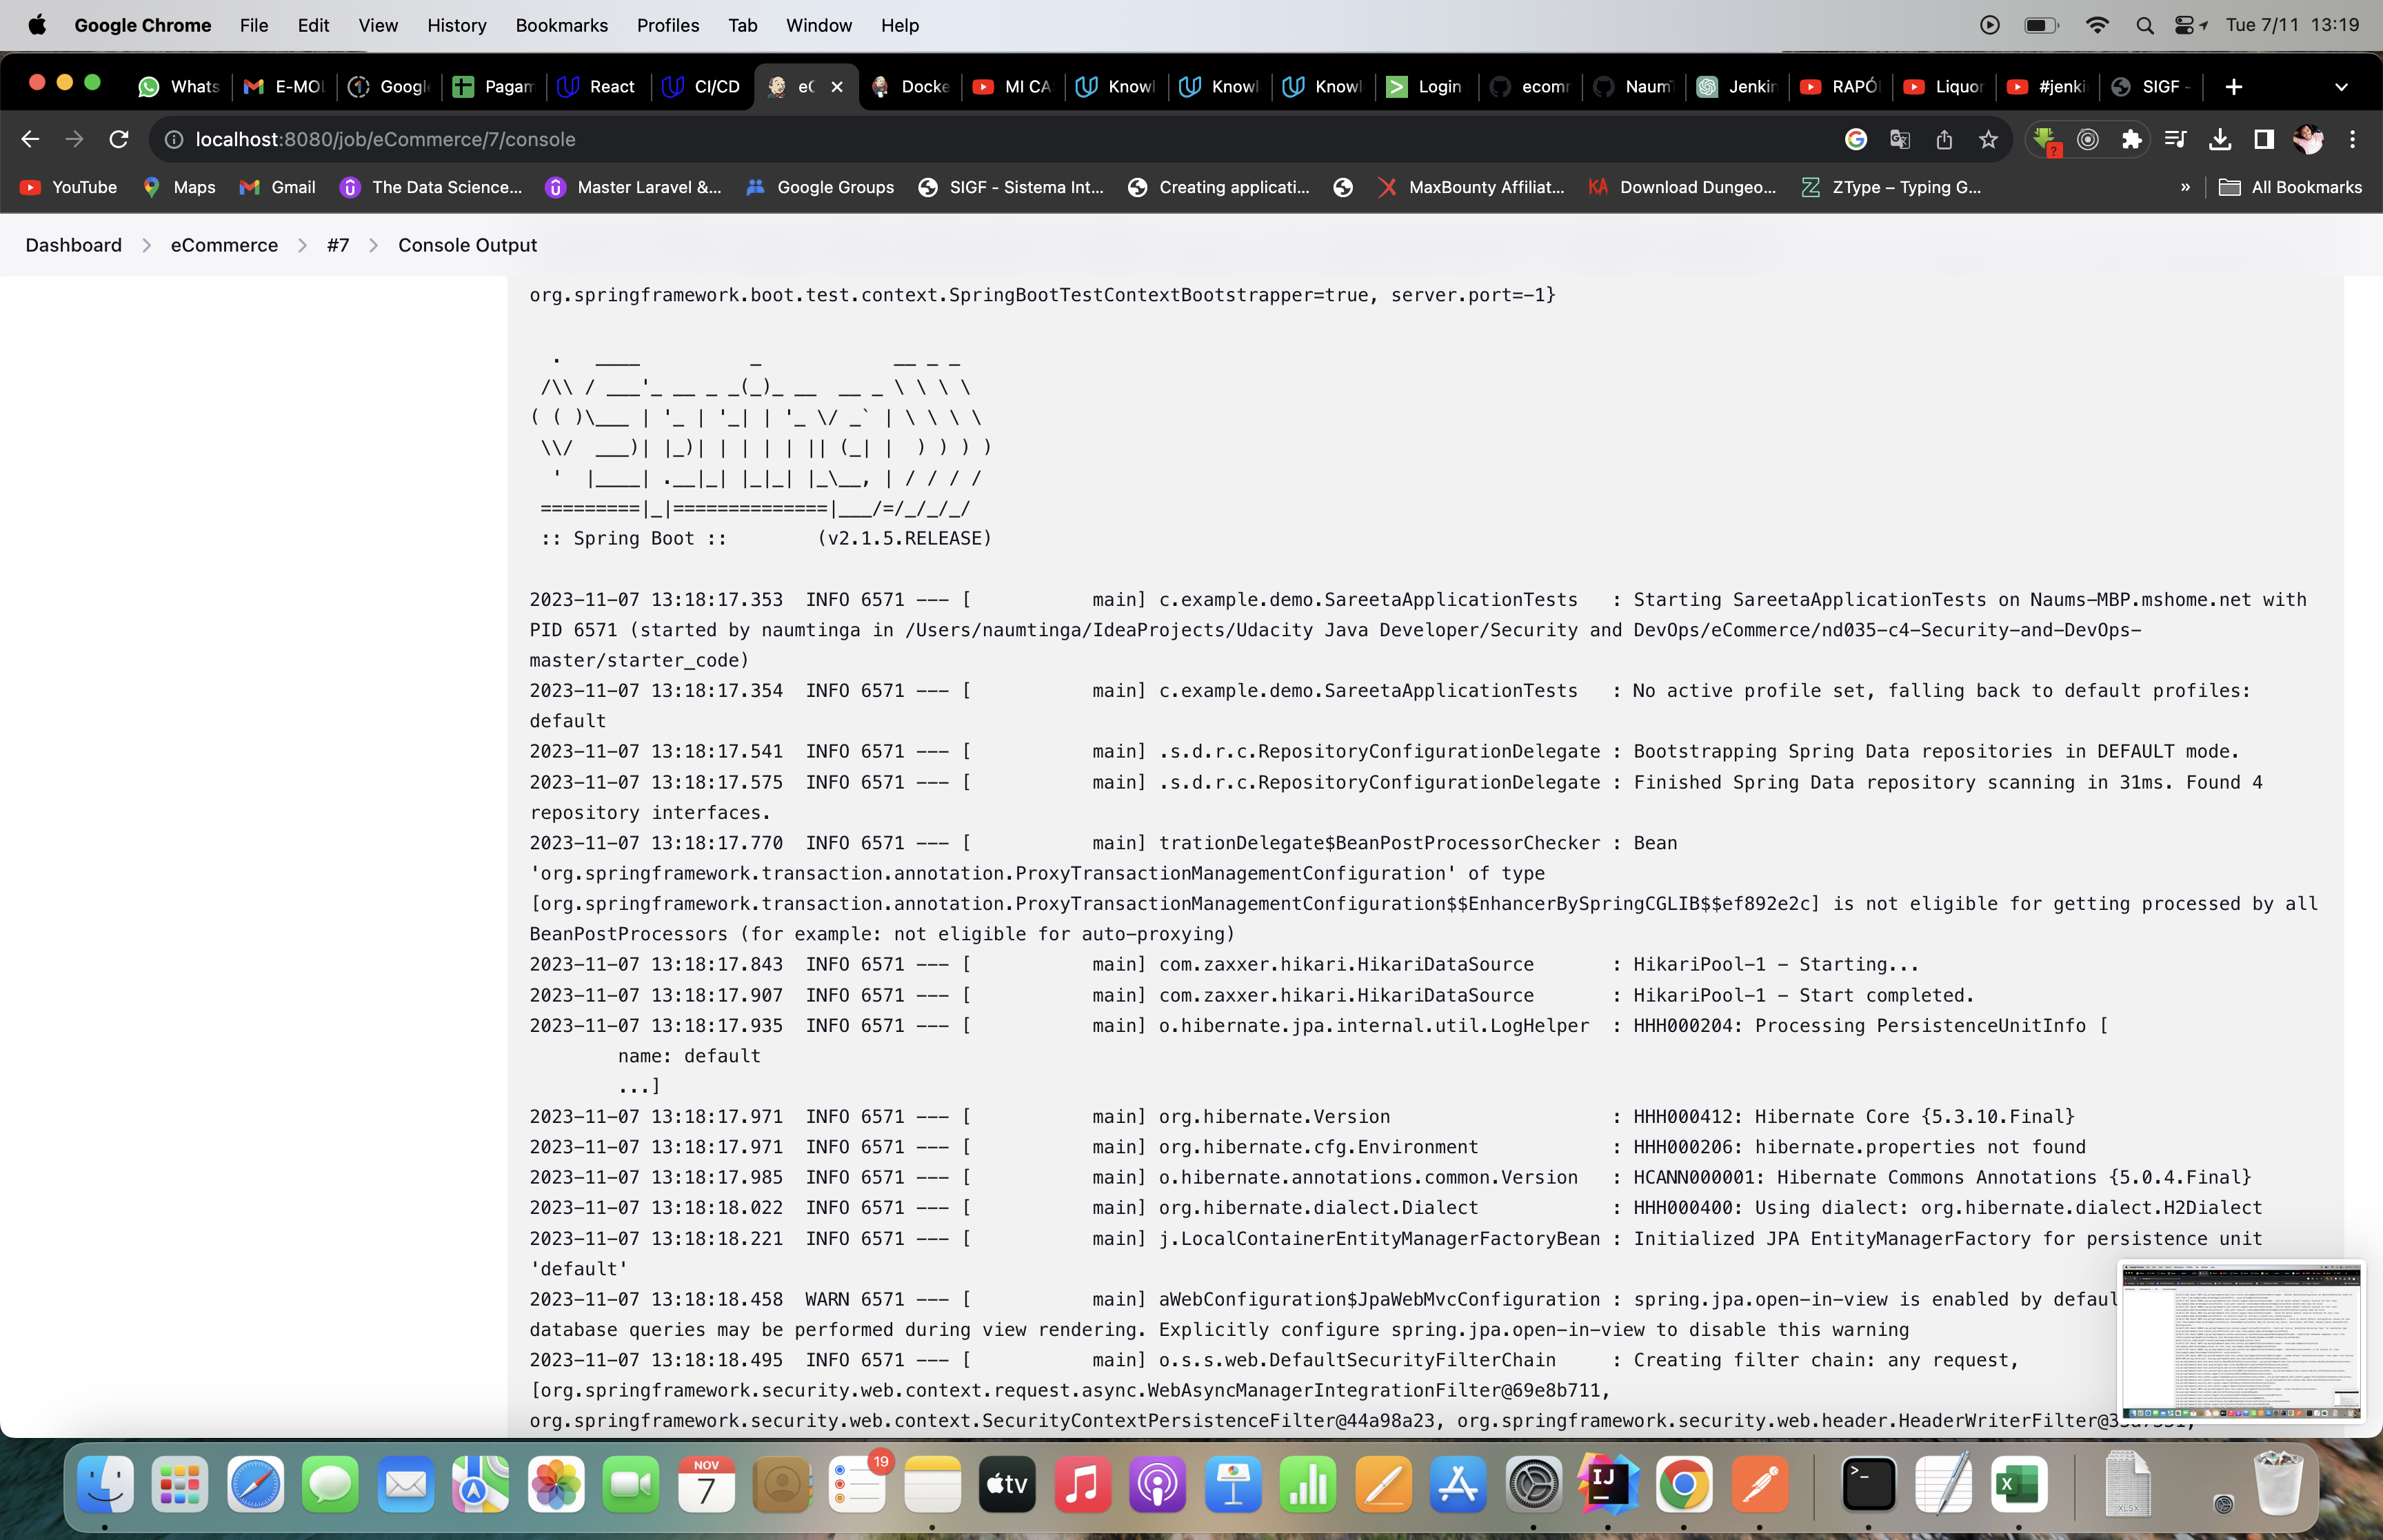 Google Chrome File Edit View History Bookmarks Profiles Tab Window Help Tue 7/11 13:19
Whats E-MOL Googl Pagam React CI/CD eC Docke MI CA Knowl Knowl Knowl Login ecomm NaumT Jenkin RAPÓ Liquor #jenki SIGF -
localhost:8080/job/eCommerce/7/console
YouTube Maps Gmail The Data Science... Master Laravel &... Google Groups SIGF - Sistema Int... Creating applicati... MaxBounty Affiliat... Download Dungeo... ZType – Typing G... » All Bookmarks
Dashboard > eCommerce > #7 > Console Output
org.springframework.boot.test.context.SpringBootTestContextBootstrapper=true, server.port=-1}
  .   ____          _            __ _ _
 /\\ / ___'_ __ _ _(_)_ __  __ _ \ \ \ \
( ( )\___ | '_ | '_| | '_ \/ _` | \ \ \ \
 \\/  ___)| |_)| | | | | || (_| |  ) ) ) )
  '  |____| .__|_| |_|_| |_\__, | / / / /
 =========|_|==============|___/=/_/_/_/
 :: Spring Boot ::        (v2.1.5.RELEASE)
2023-11-07 13:18:17.353  INFO 6571 --- [           main] c.example.demo.SareetaApplicationTests   : Starting SareetaApplicationTests on Naums-MBP.mshome.net with
PID 6571 (started by naumtinga in /Users/naumtinga/IdeaProjects/Udacity Java Developer/Security and DevOps/eCommerce/nd035-c4-Security-and-DevOps-
master/starter_code)
2023-11-07 13:18:17.354  INFO 6571 --- [           main] c.example.demo.SareetaApplicationTests   : No active profile set, falling back to default profiles:
default
2023-11-07 13:18:17.541  INFO 6571 --- [           main] .s.d.r.c.RepositoryConfigurationDelegate : Bootstrapping Spring Data repositories in DEFAULT mode.
2023-11-07 13:18:17.575  INFO 6571 --- [           main] .s.d.r.c.RepositoryConfigurationDelegate : Finished Spring Data repository scanning in 31ms. Found 4
repository interfaces.
2023-11-07 13:18:17.770  INFO 6571 --- [           main] trationDelegate$BeanPostProcessorChecker : Bean
'org.springframework.transaction.annotation.ProxyTransactionManagementConfiguration' of type
[org.springframework.transaction.annotation.ProxyTransactionManagementConfiguration$$EnhancerBySpringCGLIB$$ef892e2c] is not eligible for getting processed by all
BeanPostProcessors (for example: not eligible for auto-proxying)
2023-11-07 13:18:17.843  INFO 6571 --- [           main] com.zaxxer.hikari.HikariDataSource       : HikariPool-1 - Starting...
2023-11-07 13:18:17.907  INFO 6571 --- [           main] com.zaxxer.hikari.HikariDataSource       : HikariPool-1 - Start completed.
2023-11-07 13:18:17.935  INFO 6571 --- [           main] o.hibernate.jpa.internal.util.LogHelper  : HHH000204: Processing PersistenceUnitInfo [
        name: default
        ...]
2023-11-07 13:18:17.971  INFO 6571 --- [           main] org.hibernate.Version                    : HHH000412: Hibernate Core {5.3.10.Final}
2023-11-07 13:18:17.971  INFO 6571 --- [           main] org.hibernate.cfg.Environment            : HHH000206: hibernate.properties not found
2023-11-07 13:18:17.985  INFO 6571 --- [           main] o.hibernate.annotations.common.Version   : HCANN000001: Hibernate Commons Annotations {5.0.4.Final}
2023-11-07 13:18:18.022  INFO 6571 --- [           main] org.hibernate.dialect.Dialect            : HHH000400: Using dialect: org.hibernate.dialect.H2Dialect
2023-11-07 13:18:18.221  INFO 6571 --- [           main] j.LocalContainerEntityManagerFactoryBean : Initialized JPA EntityManagerFactory for persistence unit
'default'
2023-11-07 13:18:18.458  WARN 6571 --- [           main] aWebConfiguration$JpaWebMvcConfiguration : spring.jpa.open-in-view is enabled by defaul
database queries may be performed during view rendering. Explicitly configure spring.jpa.open-in-view to disable this warning
2023-11-07 13:18:18.495  INFO 6571 --- [           main] o.s.s.web.DefaultSecurityFilterChain     : Creating filter chain: any request,
[org.springframework.security.web.context.request.async.WebAsyncManagerIntegrationFilter@69e8b711,
org.springframework.security.web.context.SecurityContextPersistenceFilter@44a98a23, org.springframework.security.web.header.HeaderWriterFilter
NOV
7
19
tv
IJ
XLSX